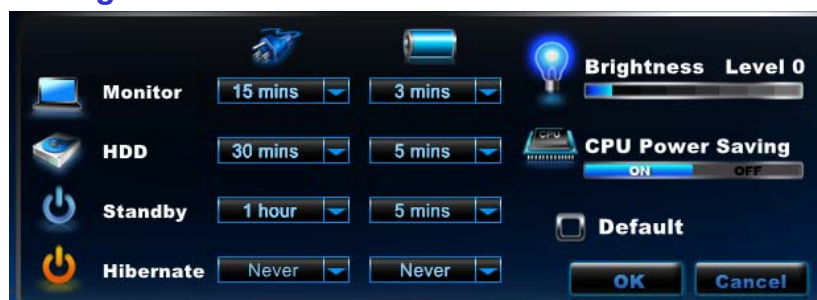 Brightness Level 0
Monitor 15 mins 3 mins
HDD 30 mins 5 mins
CPU
CPU Power Saving
ON OFF
Standby 1 hour 5 mins
Default
Hibernate Never Never
OK Cancel